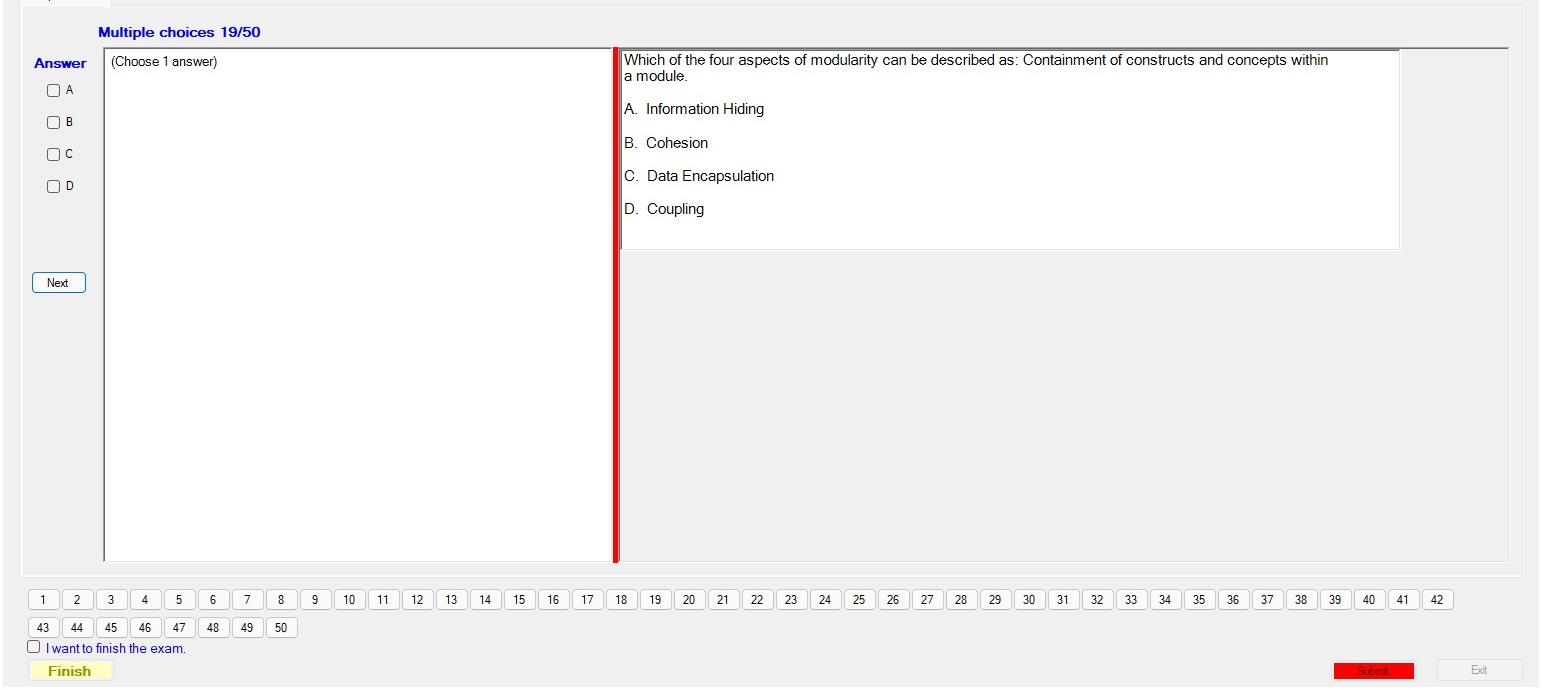 Multiple choices 19/50
Answer
(Choose 1 answer)
A
B
C
D
Next
Which of the four aspects of modularity can be described as: Containment of constructs and concepts within
a module.
A. Information Hiding
B. Cohesion
C. Data Encapsulation
D. Coupling
1 2 3 4 5 6 7 8 9 10 11 12 13 14 15 16 17 18 19 20 21 22 23 24 25 26 27 28 29 30 31 32 33 34 35 36 37 38 39 40 41 42
43 44 45 46 47 48 49 50
I want to finish the exam.
Finish
Submit
Exit